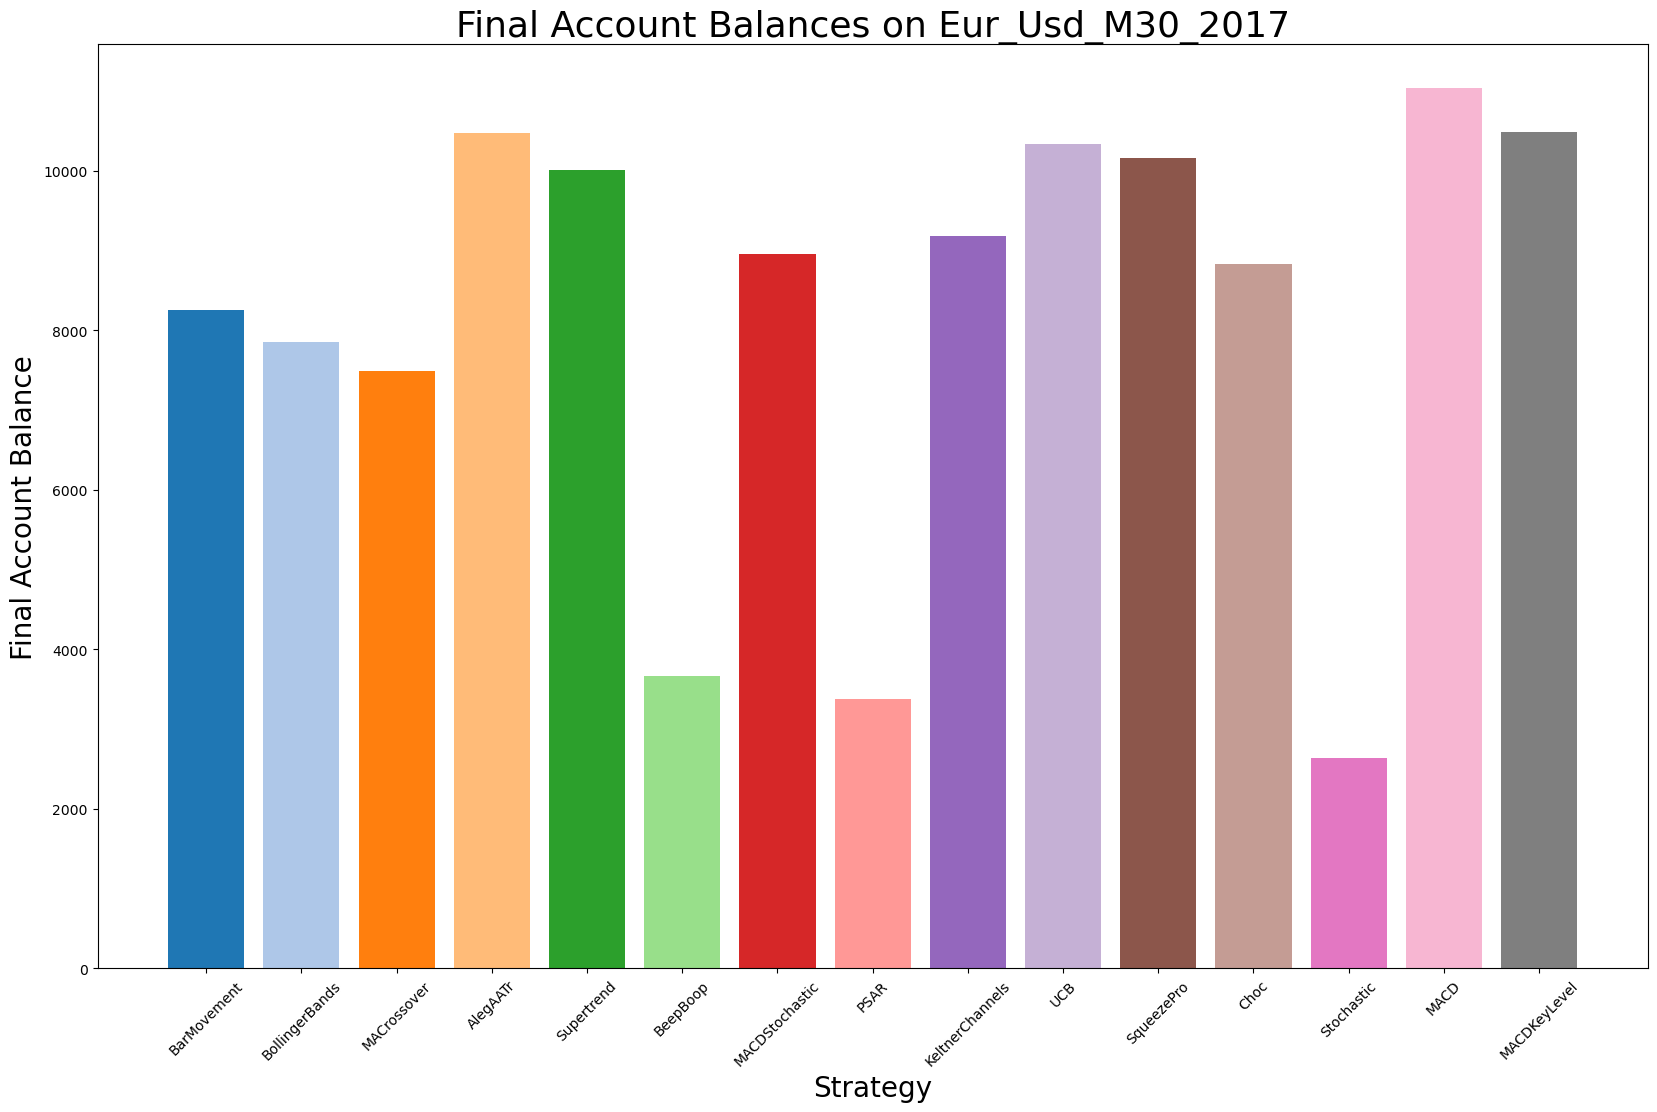 Final Account Balances on Eur_Usd_M30_2017
Final Account Balance
10000
8000
6000
4000
2000
0
BarMovement
BollingerBands
MACrossover
AlegAATr
Supertrend
BeepBoop
MACDStochastic
PSAR
KeltnerChannels
UCB
SqueezePro
Choc
Stochastic
MACD
MACDKeyLevel
Strategy